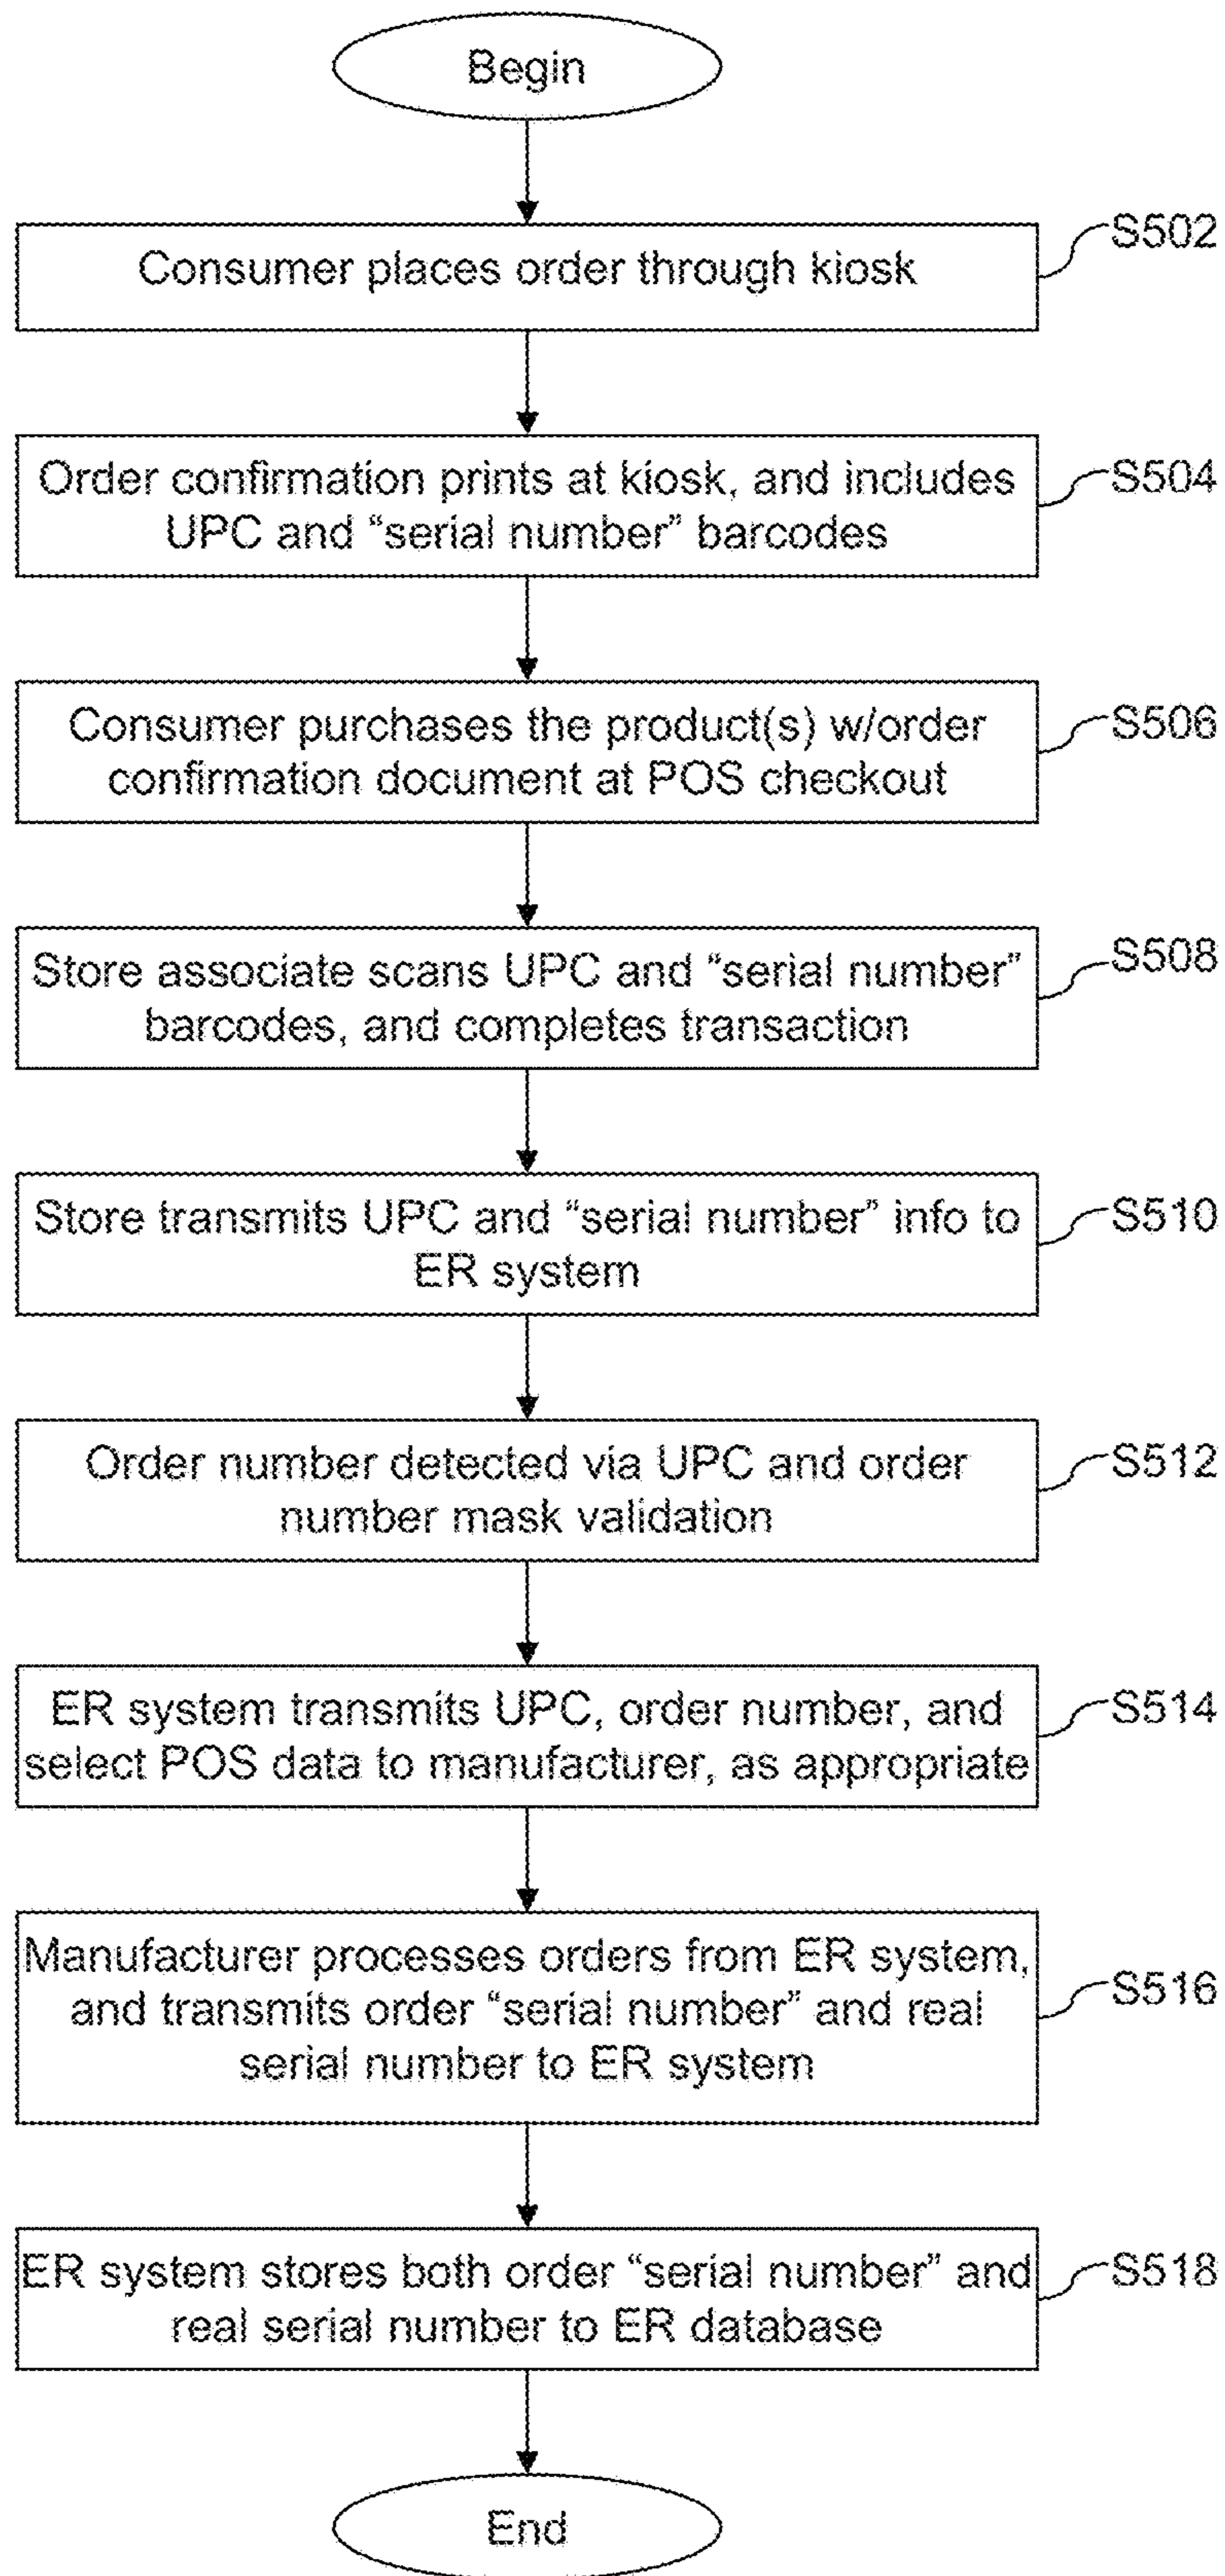 Begin
Consumer places order through kiosk
S502
Order confirmation prints at kiosk, and includes
UPC and “serial number” barcodes
S504
Consumer purchases the product(s) w/order
confirmation document at POS checkout
S506
Store associate scans UPC and “serial number”
barcodes, and completes transaction
S508
Store transmits UPC and “serial number” info to
ER system
S510
Order number detected via UPC and order
number mask validation
S512
ER system transmits UPC, order number, and
select POS data to manufacturer, as appropriate
S514
Manufacturer processes orders from ER system,
and transmits order “serial number” and real
serial number to ER system
S516
ER system stores both order “serial number” and
real serial number to ER database
S518
End